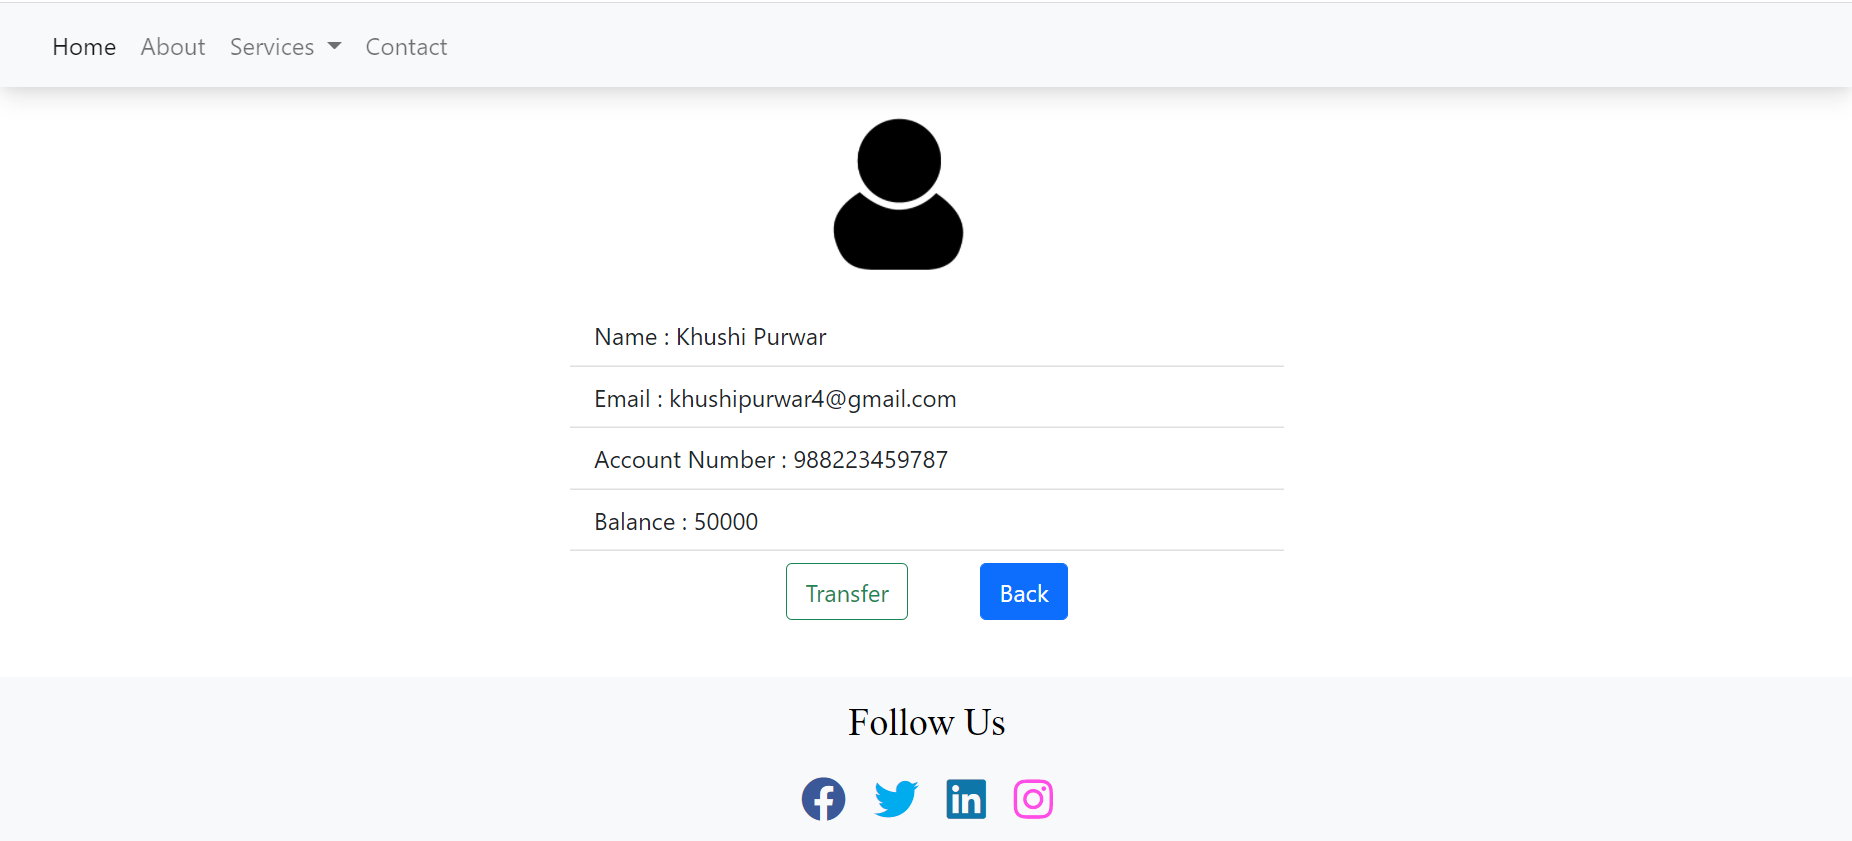 Home About Services Contact
Name : Khushi Purwar
Email : khushipurwar4@gmail.com
Account Number : 988223459787
Balance : 50000
Transfer Back
Follow Us